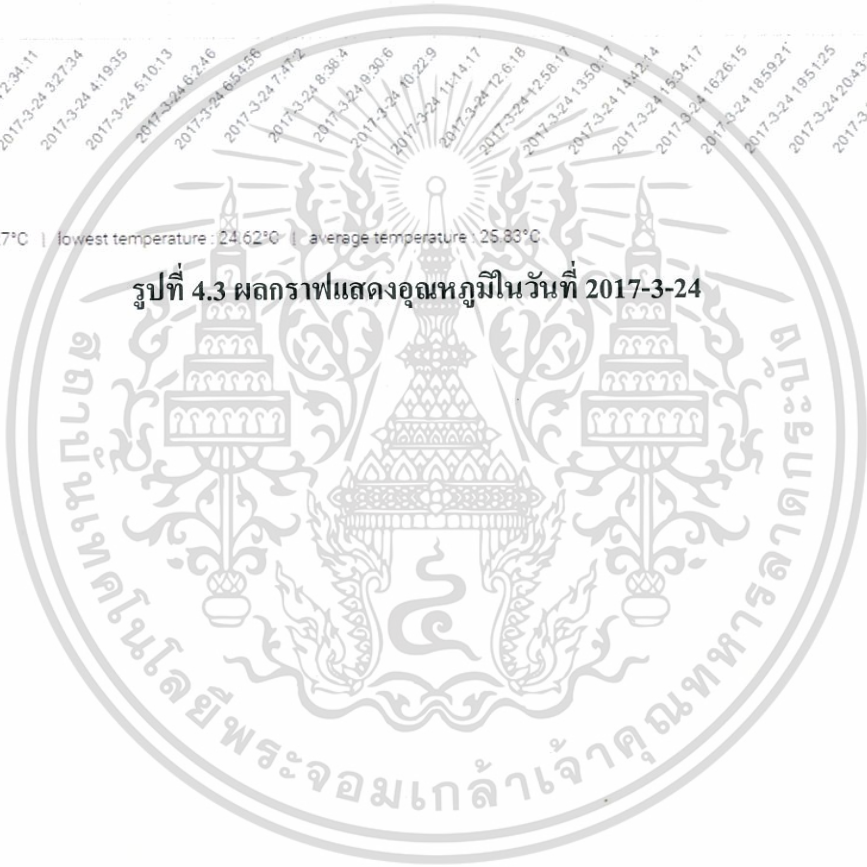 2:34:11 2017-3-24 3:27:34 2017-3-24 4:19:35 2017-3-24 5:10:13 2017-3-24 6:2:46 2017-3-24 6:54:56 2017-3-24 7:47:2 2017-3-24 8:38:4 2017-3-24 9:30:6 2017-3-24 10:22:9 2017-3-24 11:14:17 2017-3-24 12:6:18 2017-3-24 12:58:17 2017-3-24 13:50:17 2017-3-24 14:42:14 2017-3-24 15:34:17 2017-3-24 16:26:15 2017-3-24 18:59:21 2017-3-24 19:51:25 2017-3-24 20:43:
7°C | lowest temperature : 24.62°C | average temperature : 25.83°C
รูปที่ 4.3 ผลกราฟแสดงอุณหภูมิในวันที่ 2017-3-24
สถาบันเทคโนโลยีพระจอมเกล้าเจ้าคุณทหารลาดกระบัง